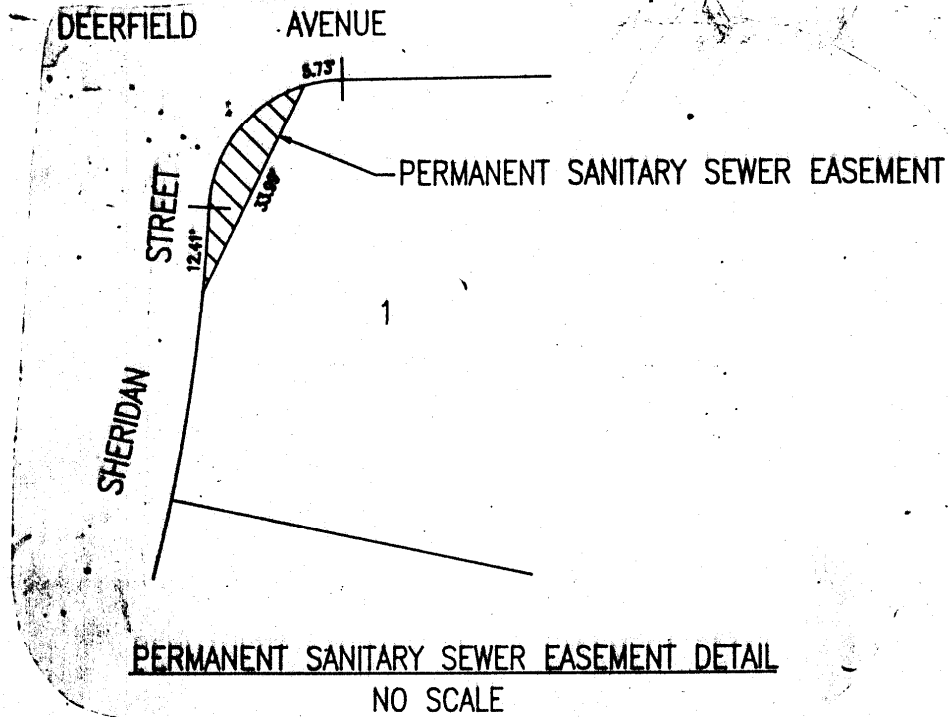 DEERFIELD AVENUE
5.73'
PERMANENT SANITARY SEWER EASEMENT
STREET
12.41'
1
SHERIDAN
PERMANENT SANITARY SEWER EASEMENT DETAIL
NO SCALE